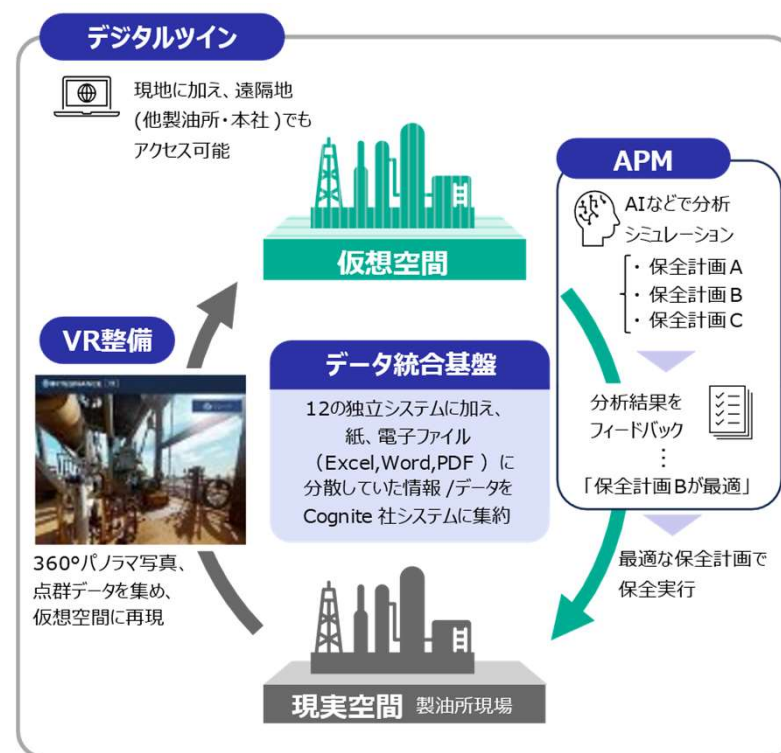 デジタルツイン
現地に加え、遠隔地
(他製油所・本社)でも
アクセス可能
仮想空間
APM
AIなどで分析
シミュレーション
・ 保全計画A
・ 保全計画B
・ 保全計画C
分析結果を
フィードバック
「保全計画Bが最適」
最適な保全計画で
保全実行
VR整備
360°パノラマ写真、
点群データを集め、
仮想空間に再現
データ統合基盤
12の独立システムに加え、
紙、電子ファイル
(Excel,Word,PDF)に
分散していた情報/データを
Cognite 社システムに集約
現実空間 製油所現場